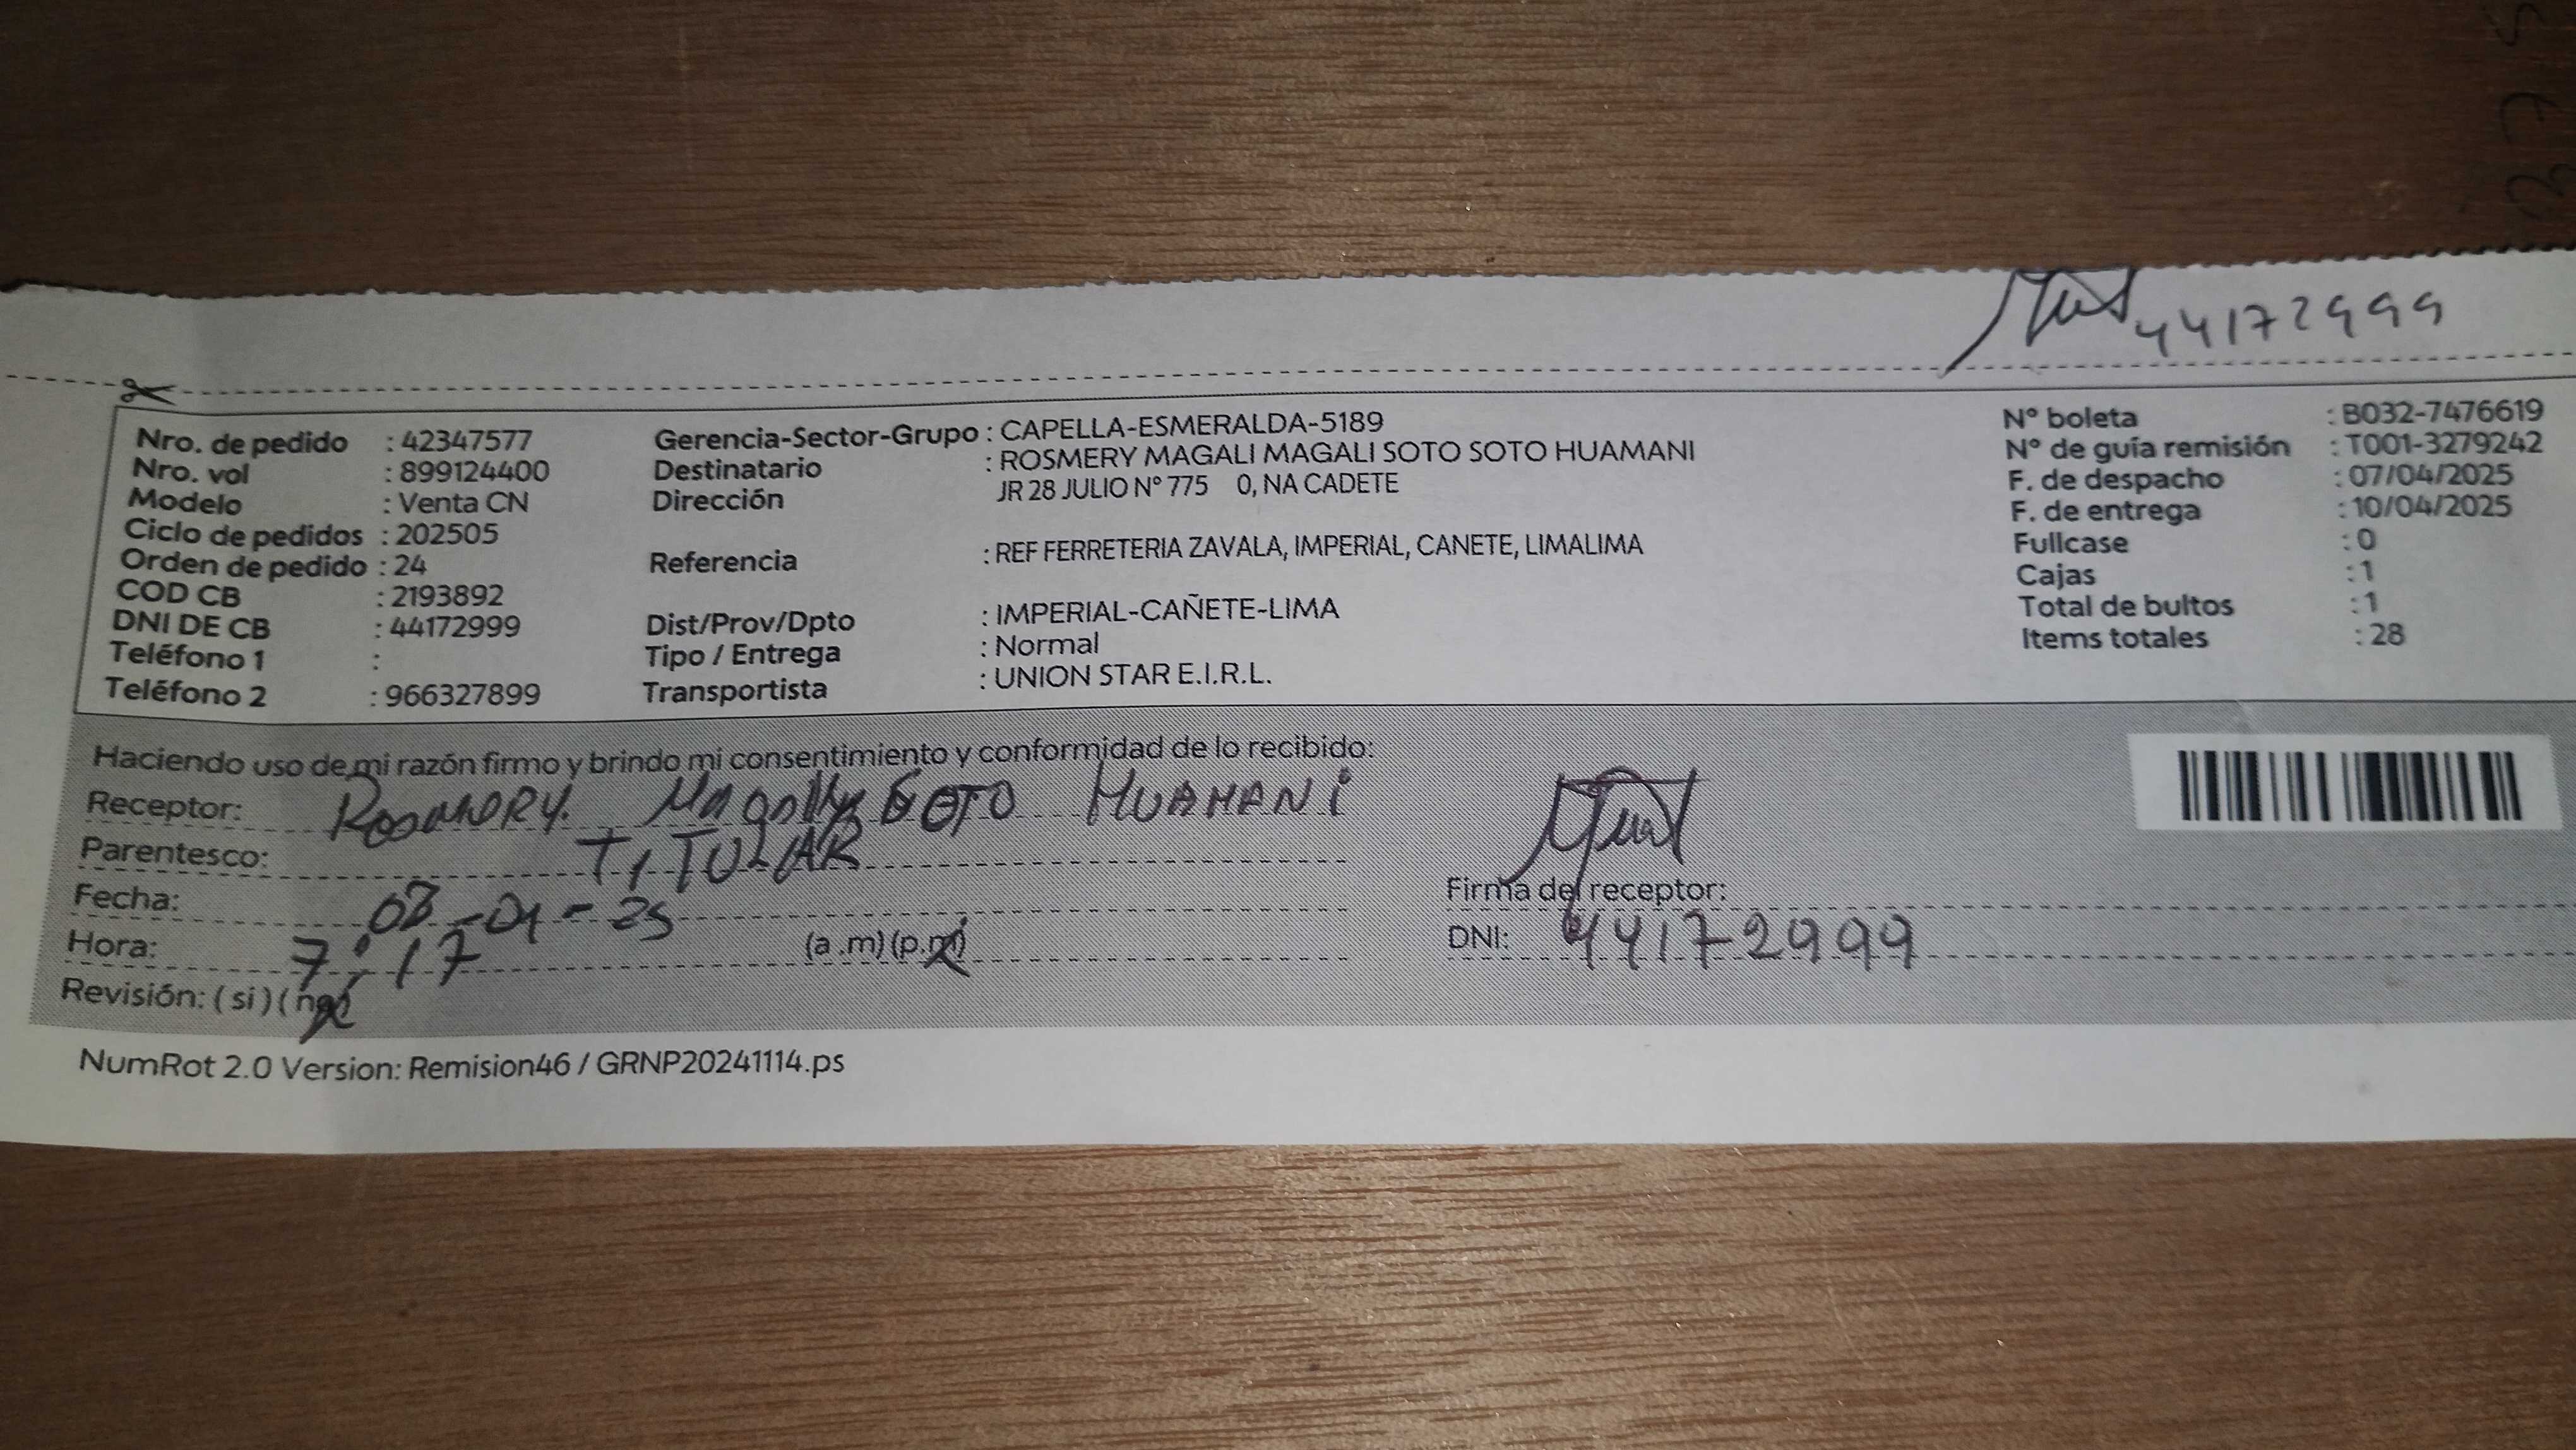 44172999
Nro. de pedido : 42347577 Gerencia-Sector-Grupo : CAPELLA-ESMERALDA-5189 Nº boleta : B032-7476619
Nro. vol : 899124400 Destinatario : ROSMERY MAGALI MAGALI SOTO SOTO HUAMANI Nº de guía remisión : T001-3279242
Modelo : Venta CN Dirección JR 28 JULIO Nº 775 0, NA CADETE F. de despacho : 07/04/2025
Ciclo de pedidos : 202505 F. de entrega : 10/04/2025
Orden de pedido : 24 Referencia : REF FERRETERIA ZAVALA, IMPERIAL, CANETE, LIMALIMA Fullcase : 0
COD CB : 2193892 Cajas : 1
DNI DE CB : 44172999 Dist/Prov/Dpto : IMPERIAL-CAÑETE-LIMA Total de bultos : 1
Teléfono 1 : Tipo / Entrega : Normal Items totales : 28
Teléfono 2 : 966327899 Transportista : UNION STAR E.I.R.L.
Haciendo uso de mi razón firmo y brindo mi consentimiento y conformidad de lo recibido:
Receptor: SOTO HUAMANI
Parentesco: TITULAR
Fecha:
Firma del receptor:
Hora: 7:17 (a.m) (p.m)
DNI: 44172999
Revisión: (si) (no)
NumRot 2.0 Version: Remision46 / GRNP20241114.ps